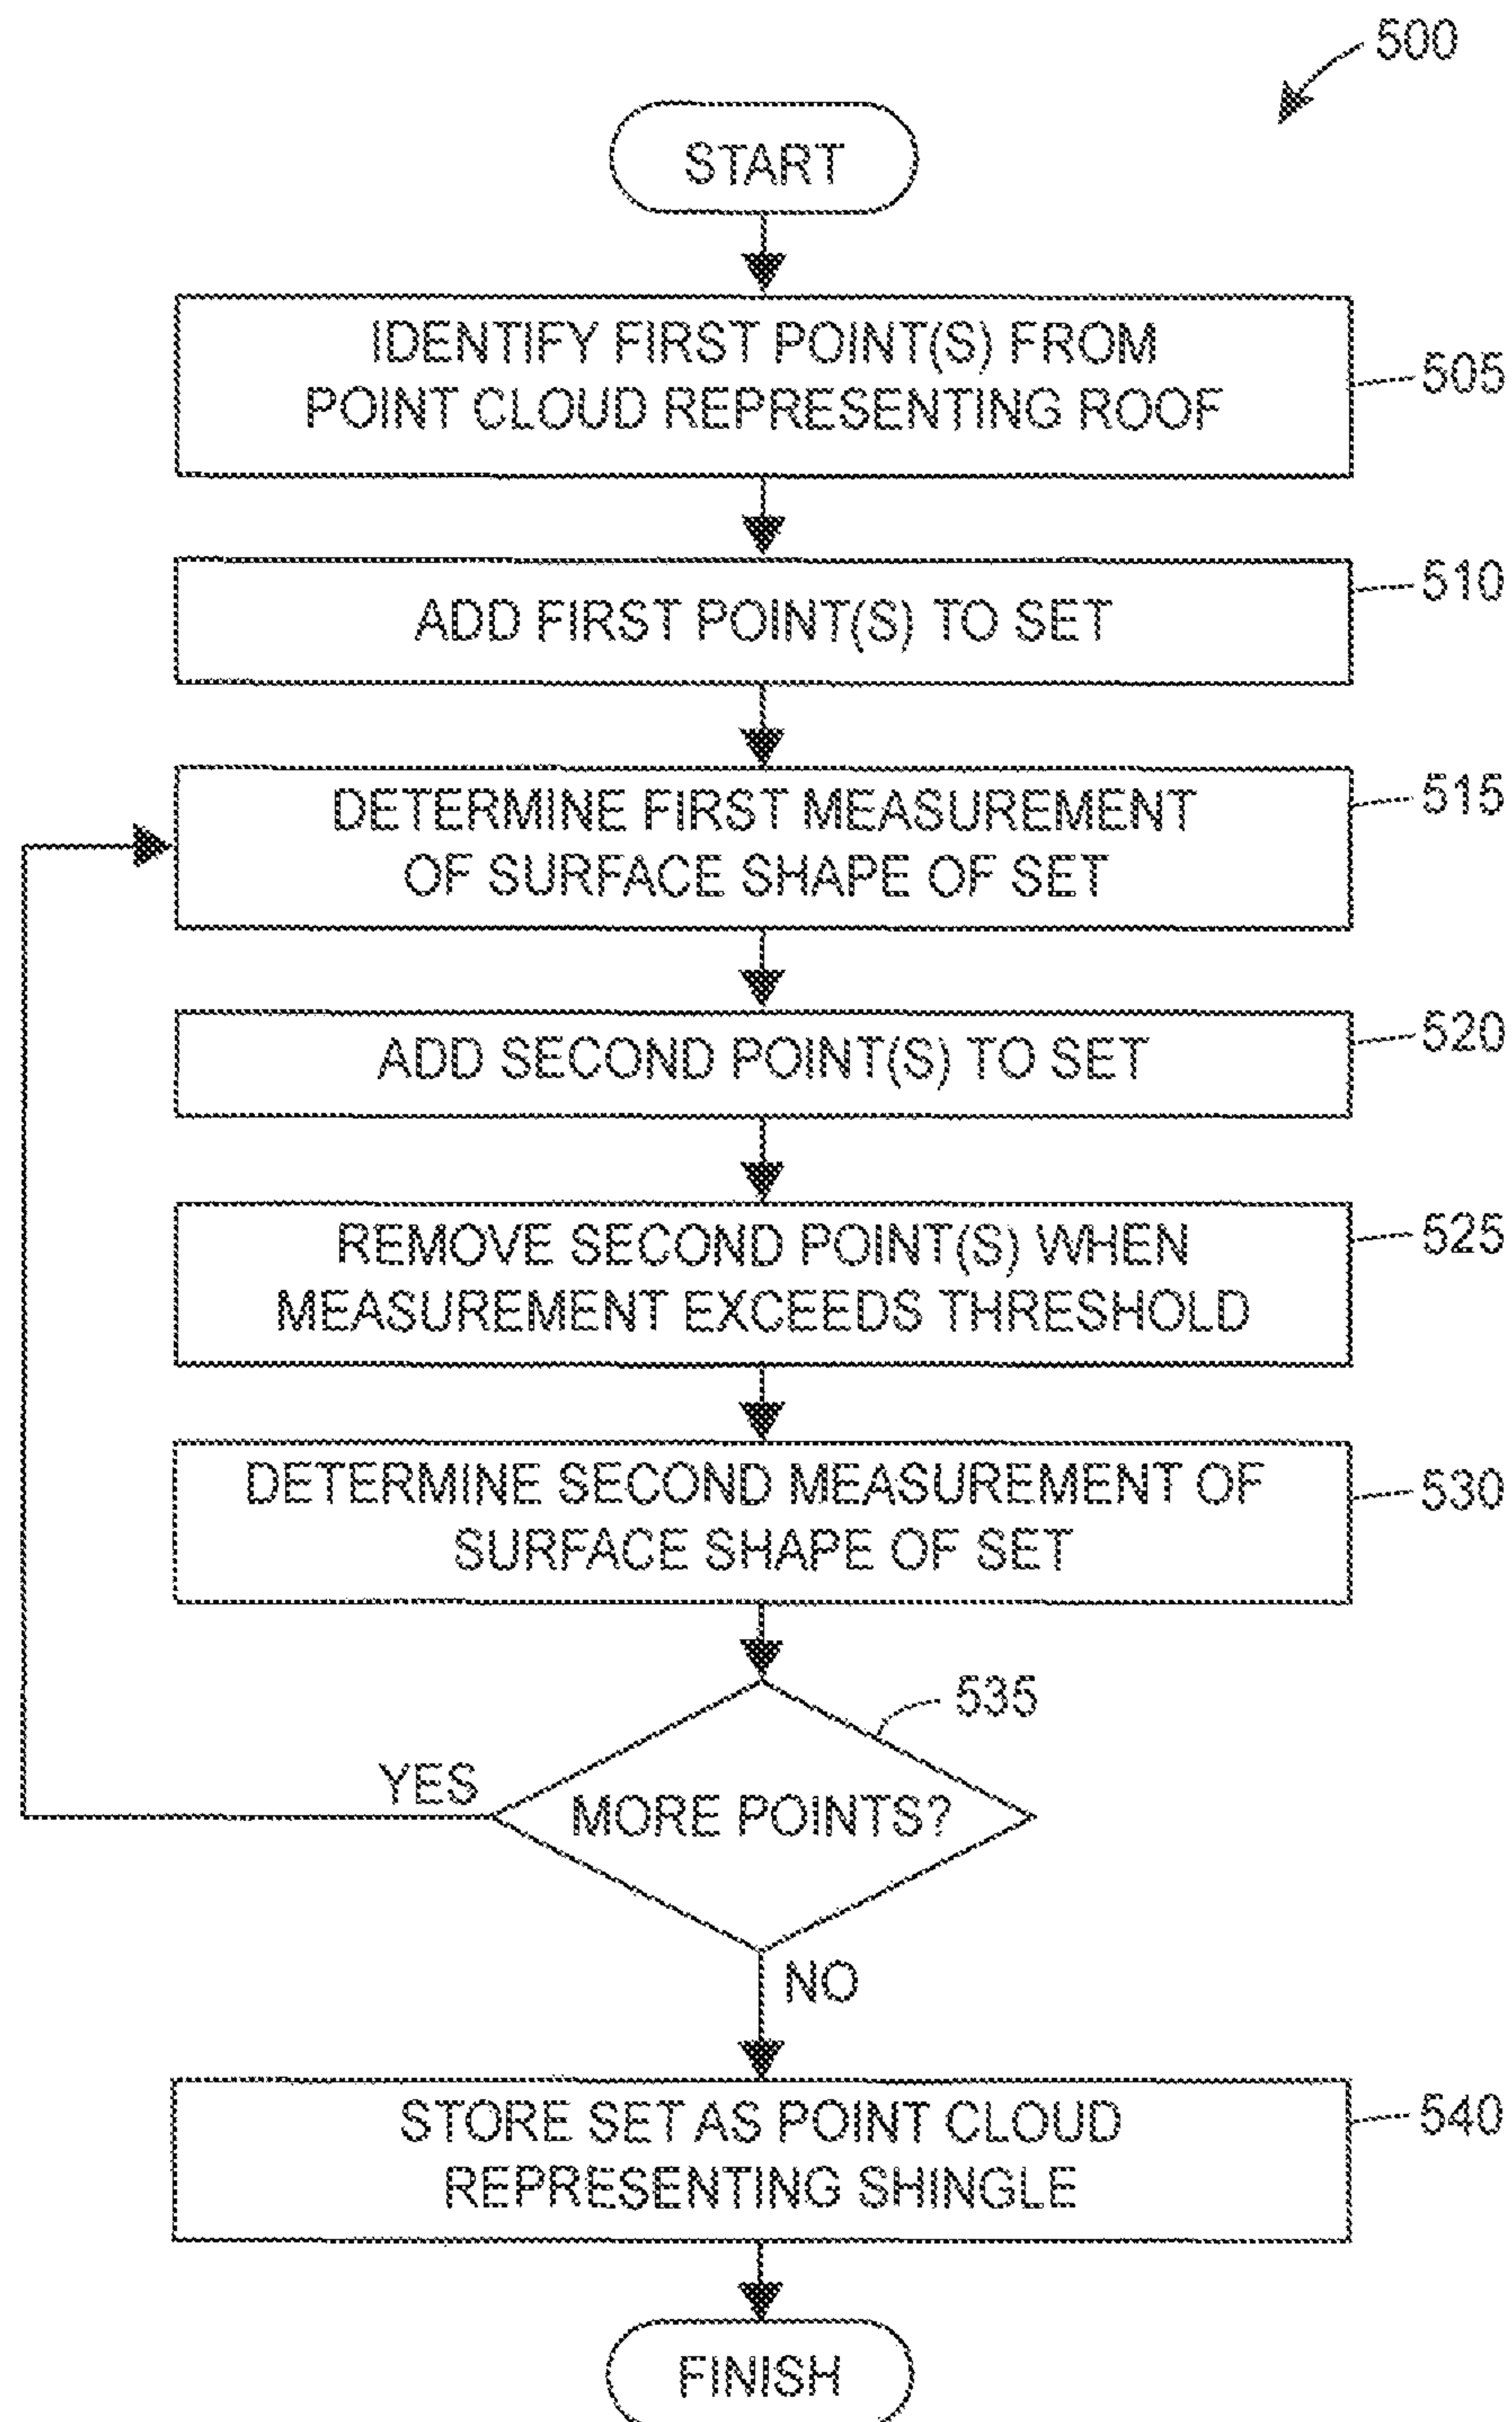 500
START
IDENTIFY FIRST POINT(S) FROM
POINT CLOUD REPRESENTING ROOF
505
ADD FIRST POINT(S) TO SET
510
DETERMINE FIRST MEASUREMENT
OF SURFACE SHAPE OF SET
515
ADD SECOND POINT(S) TO SET
520
REMOVE SECOND POINT(S) WHEN
MEASUREMENT EXCEEDS THRESHOLD
525
DETERMINE SECOND MEASUREMENT OF
SURFACE SHAPE OF SET
530
535
YES
MORE POINTS?
NO
STORE SET AS POINT CLOUD
REPRESENTING SHINGLE
540
FINISH